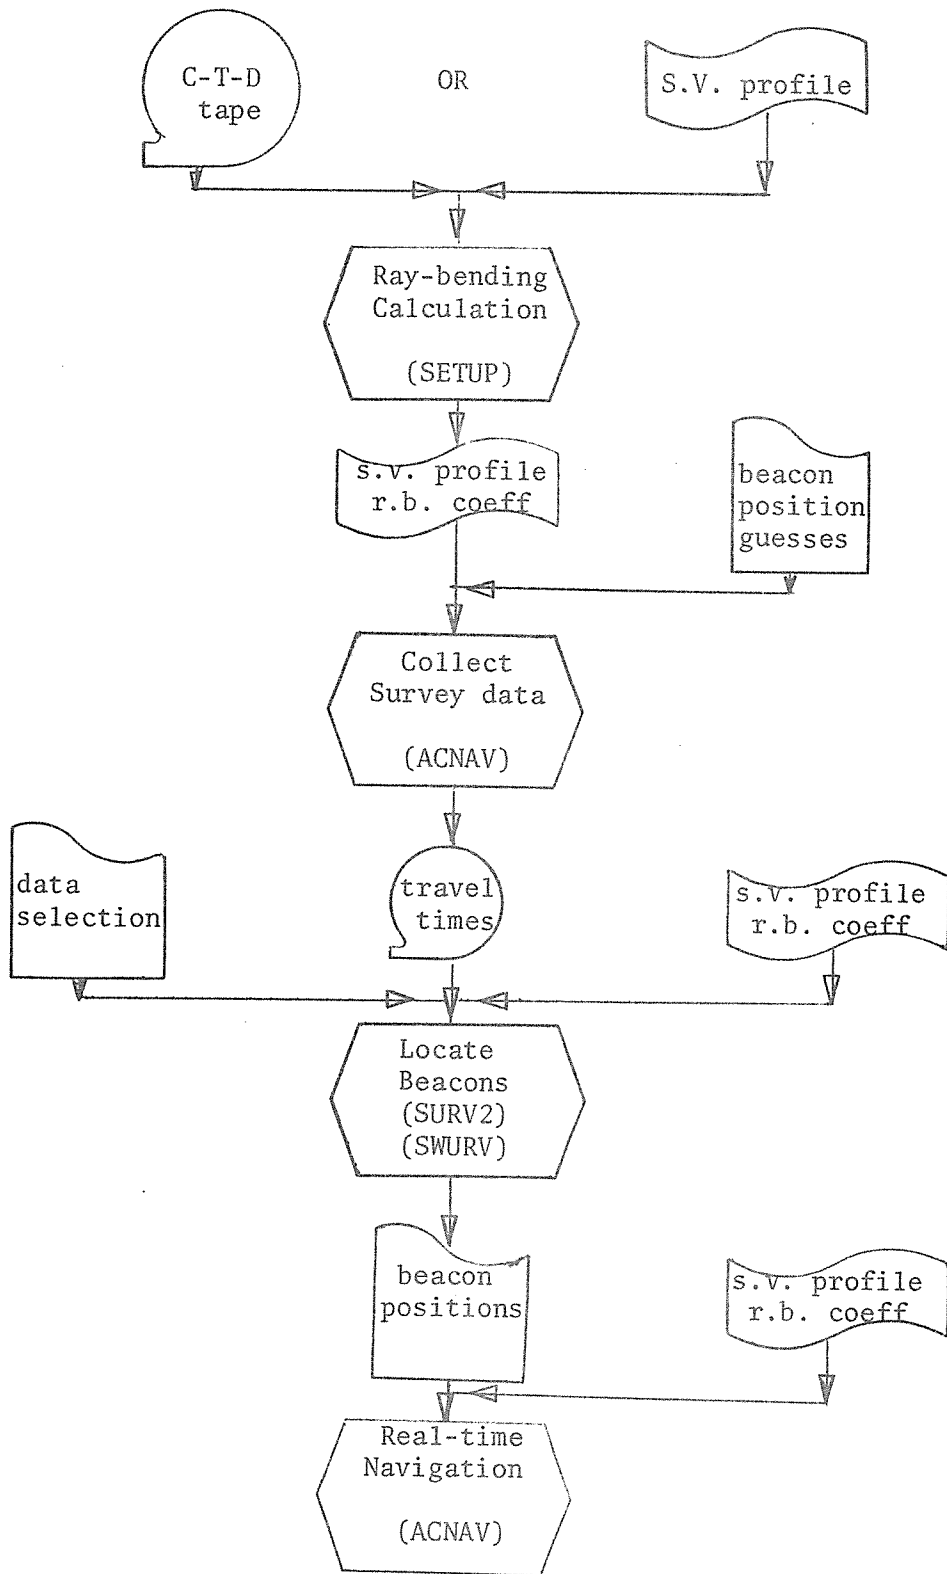 C-T-D
tape
OR
S.V. profile
Ray-bending
Calculation
(SETUP)
s.v. profile
r.b. coeff
beacon
position
guesses
Collect
Survey data
(ACNAV)
data
selection
travel
times
s.v. profile
r.b. coeff
Locate
Beacons
(SURV2)
(SWURV)
beacon
positions
s.v. profile
r.b. coeff
Real-time
Navigation
(ACNAV)